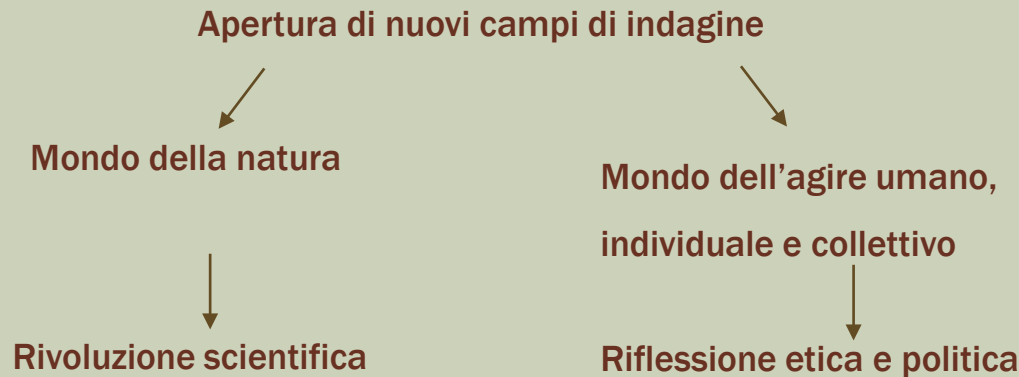 Apertura di nuovi campi di indagine
Mondo della natura
Mondo dell'agire umano,
individuale e collettivo
Rivoluzione scientifica
Riflessione etica e politica